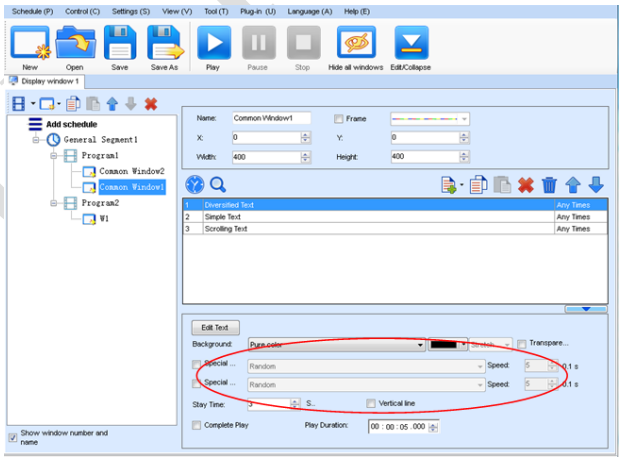 Schedule (P) Control (C) Settings (S) View (V) Tool (T) Plug-in (U) Language (A) Help (E)
New Open Save Save As Play Pause Stop Hide all windows Edit/Collapse
Display window 1
Add schedule
General Segment1
Program1
Common Window2
Common Window1
Program2
W1
Show window number and
name
Name: Common Window1 Frame
X: 0 Y: 0
Width: 400 Height: 400
1 Diversified Text Any Times
2 Simple Text Any Times
3 Scrolling Text Any Times
Edit Text
Background: Pure color Stretch Transpare...
Special ... Random Speed: 5 0.1 s
Special ... Random Speed: 5 0.1 s
Stay Time: 3 S... Vertical line
Complete Play Play Duration: 00 : 00 : 05 .000